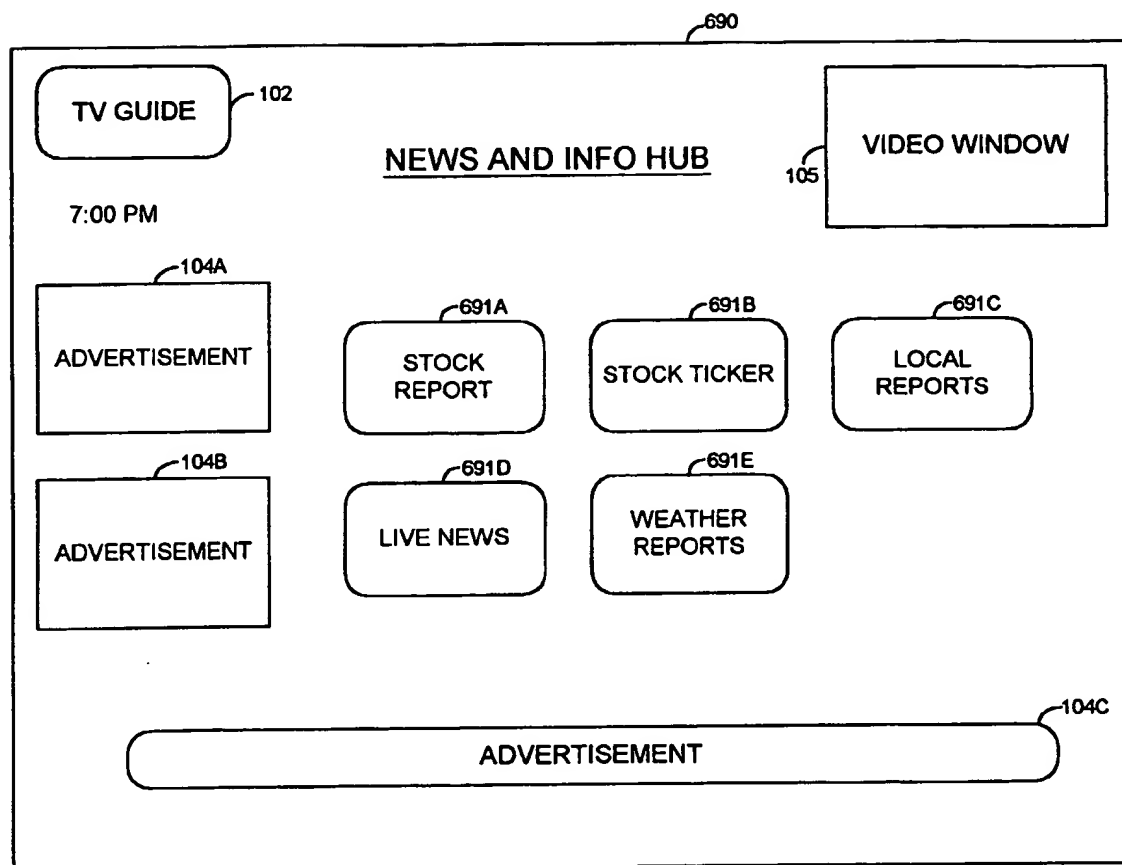 690
TV GUIDE
102
NEWS AND INFO HUB
VIDEO WINDOW
105
7:00 PM
104A
ADVERTISEMENT
691A
STOCK
REPORT
691B
STOCK TICKER
691C
LOCAL
REPORTS
104B
ADVERTISEMENT
691D
LIVE NEWS
691E
WEATHER
REPORTS
104C
ADVERTISEMENT